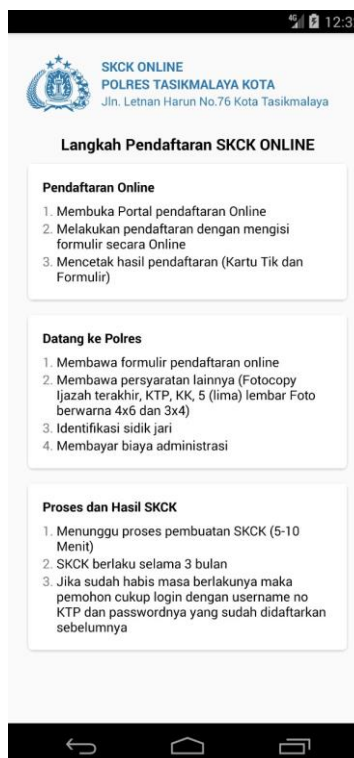 4G 12:3
SKCK ONLINE
POLRES TASIKMALAYA KOTA
Jln. Letnan Harun No.76 Kota Tasikmalaya
Langkah Pendaftaran SKCK ONLINE
Pendaftaran Online
1. Membuka Portal pendaftaran Online
2. Melakukan pendaftaran dengan mengisi
formulir secara Online
3. Mencetak hasil pendaftaran (Kartu Tik dan
Formulir)
Datang ke Polres
1. Membawa formulir pendaftaran online
2. Membawa persyaratan lainnya (Fotocopy
Ijazah terakhir, KTP, KK, 5 (lima) lembar Foto
berwarna 4x6 dan 3x4)
3. Identifikasi sidik jari
4. Membayar biaya administrasi
Proses dan Hasil SKCK
1. Menunggu proses pembuatan SKCK (5-10
Menit)
2. SKCK berlaku selama 3 bulan
3. Jika sudah habis masa berlakunya maka
pemohon cukup login dengan username no
KTP dan passwordnya yang sudah didaftarkan
sebelumnya